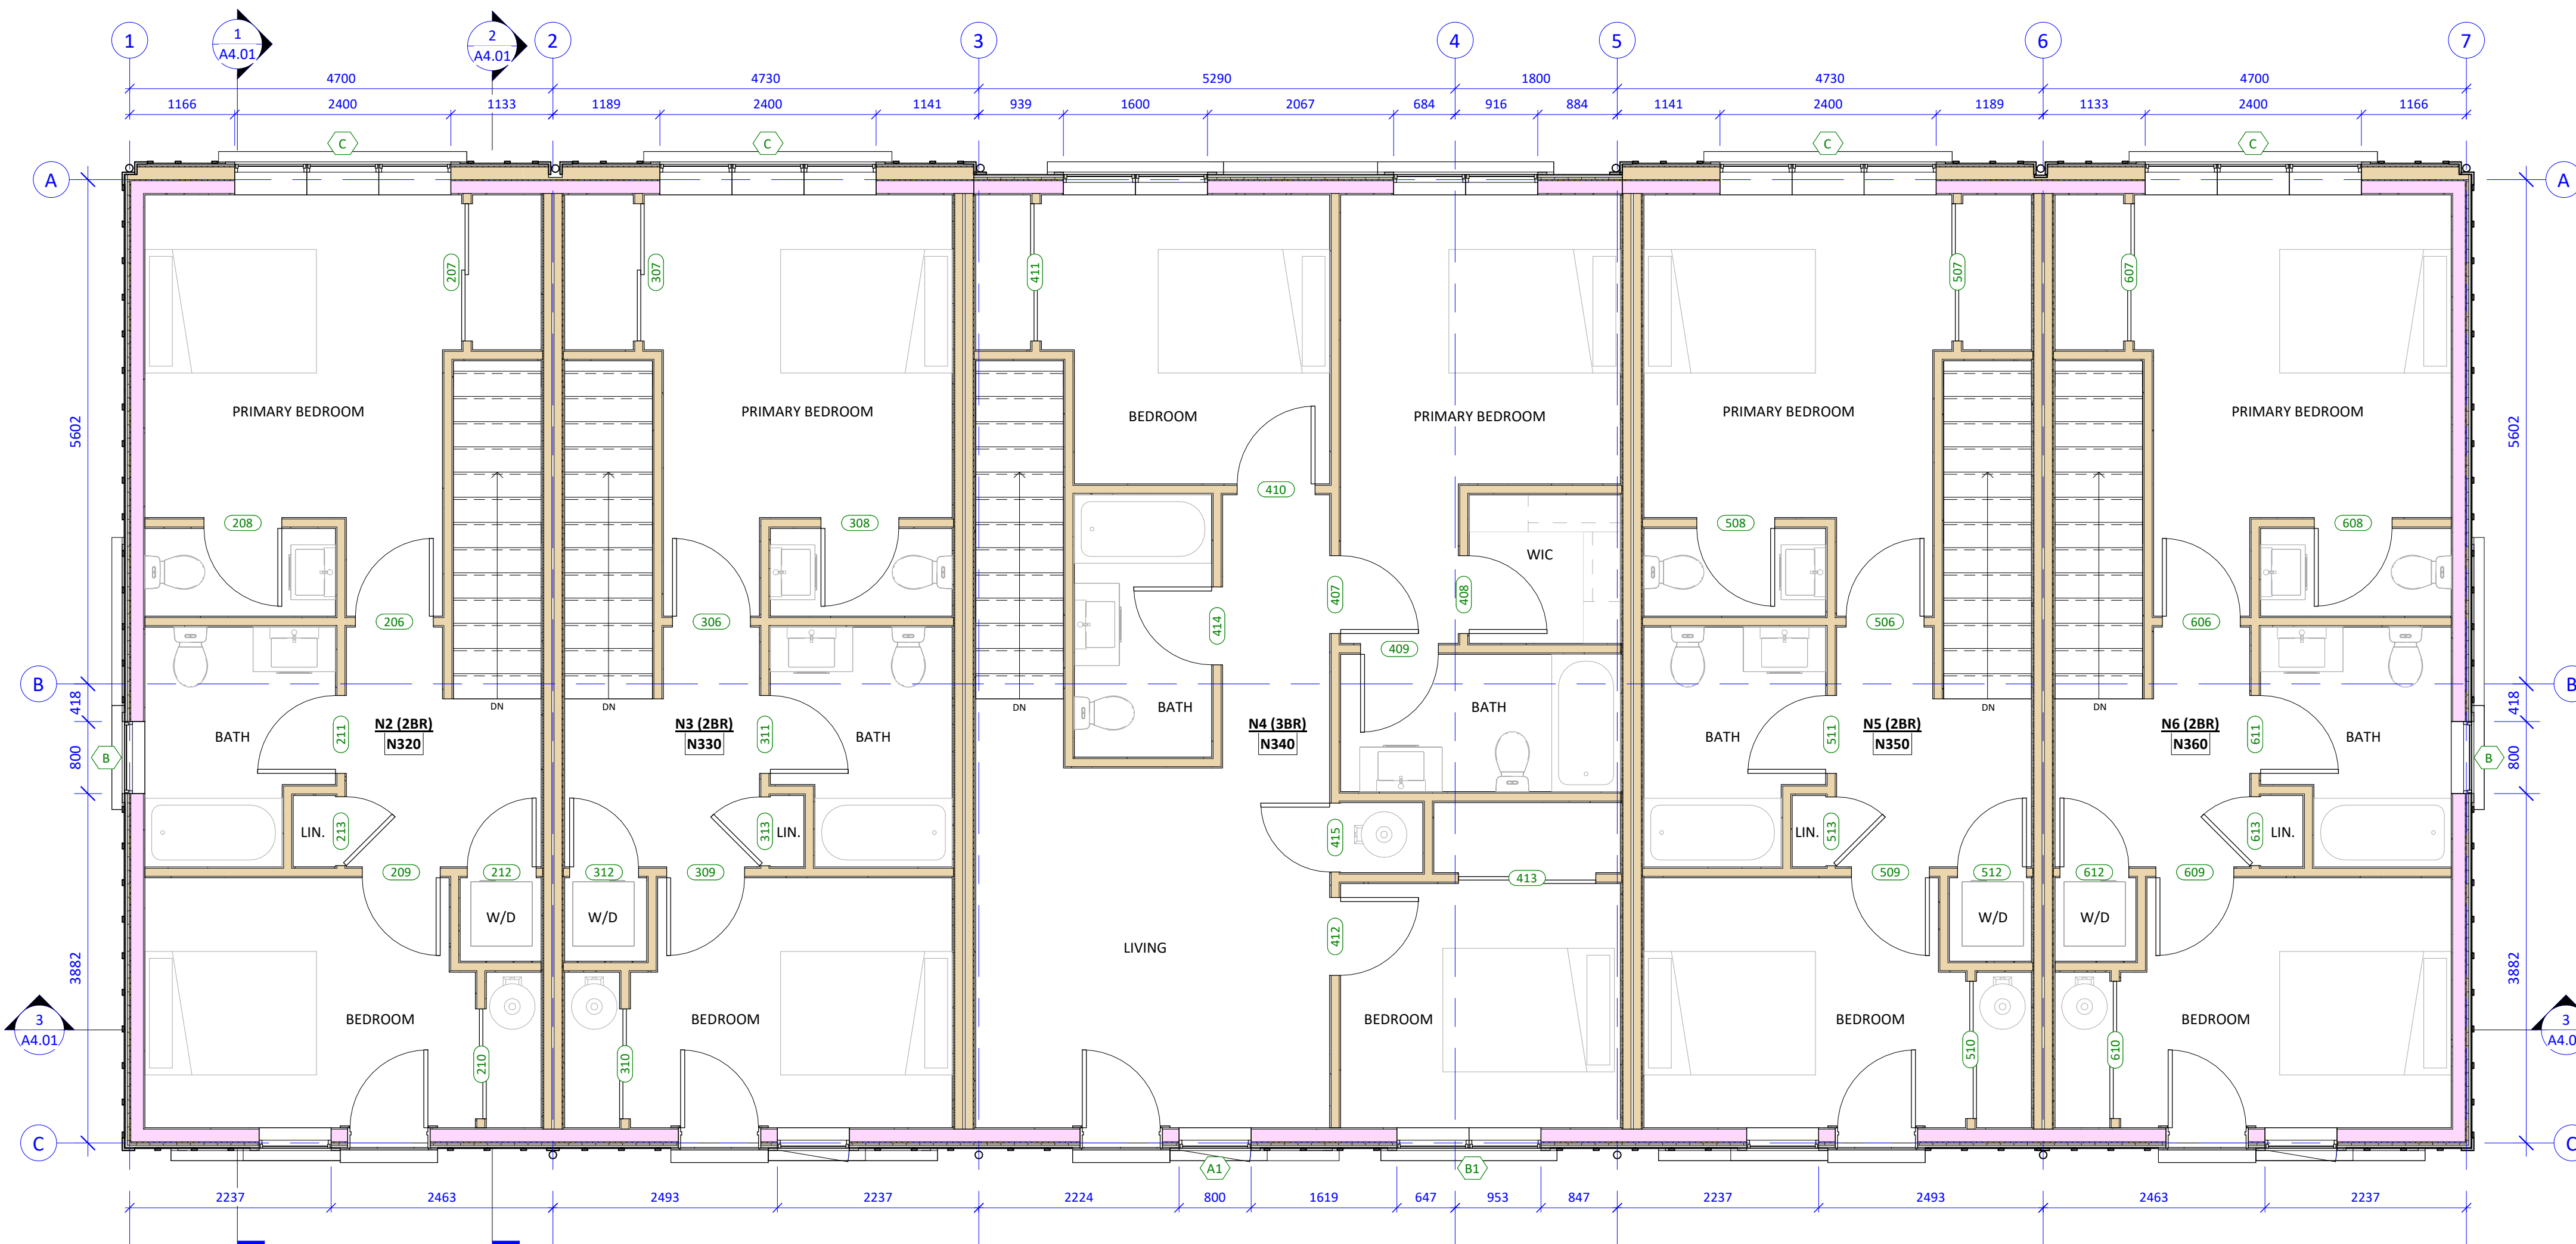 1
A4.01
2
A4.01
1
2
3
4
5
6
7
4700
4730
5290
1800
4730
4700
1166
2400
1133
1189
2400
1141
939
1600
2067
684
916
884
1141
2400
1189
1133
2400
1166
C
C
C
C
A
A
207
307
411
507
607
5602
5602
PRIMARY BEDROOM
PRIMARY BEDROOM
BEDROOM
PRIMARY BEDROOM
PRIMARY BEDROOM
PRIMARY BEDROOM
410
208
308
508
608
WIC
407
408
206
306
414
409
506
606
B
B
418
418
DN
DN
DN
DN
DN
BATH
BATH
N2 (2BR)
N320
N3 (2BR)
N330
N4 (3BR)
N340
N5 (2BR)
N350
N6 (2BR)
N360
211
311
511
611
BATH
BATH
BATH
BATH
B
B
800
800
LIN.
213
313
LIN.
415
LIN.
513
613
LIN.
209
212
312
309
413
509
512
612
609
W/D
W/D
W/D
W/D
412
LIVING
3882
3882
BEDROOM
BEDROOM
BEDROOM
BEDROOM
BEDROOM
3
A4.01
3
A4.0
210
310
510
610
C
C
A1
B1
2237
2463
2493
2237
2224
800
1619
647
953
847
2237
2493
2463
2237